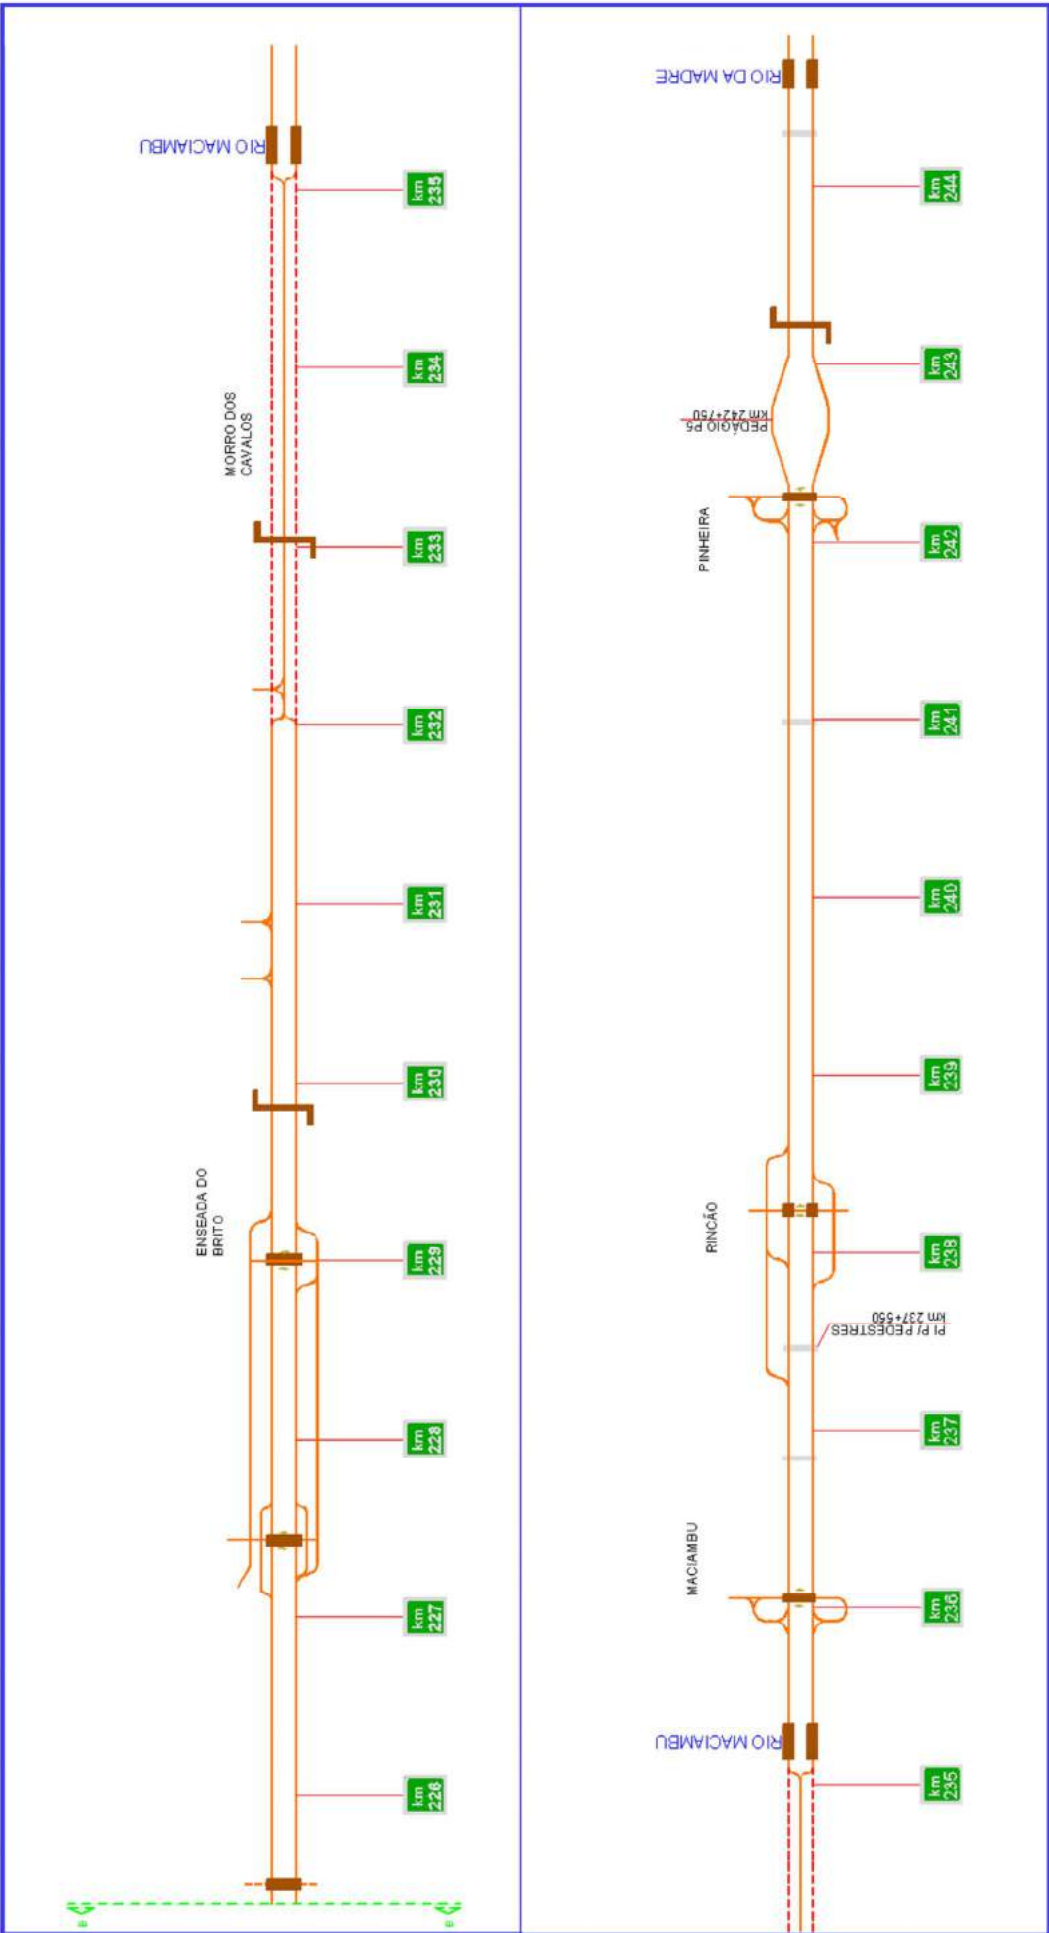 RIO MACIAMBU
km
235
km
234
MORRO DOS
CAVALOS
km
233
km
232
km
231
km
230
ENSEADA DO
BRITO
km
229
km
228
km
227
km
226
RIO DA MADRE
km
244
km
243
PEDÁGIO P5
km 242+750
PINHEIRA
km
242
km
241
km
240
km
239
RINCÃO
km
238
PI P/ PEDESTRES
km 237+550
km
237
MACIAMBU
km
236
RIO MACIAMBU
km
235